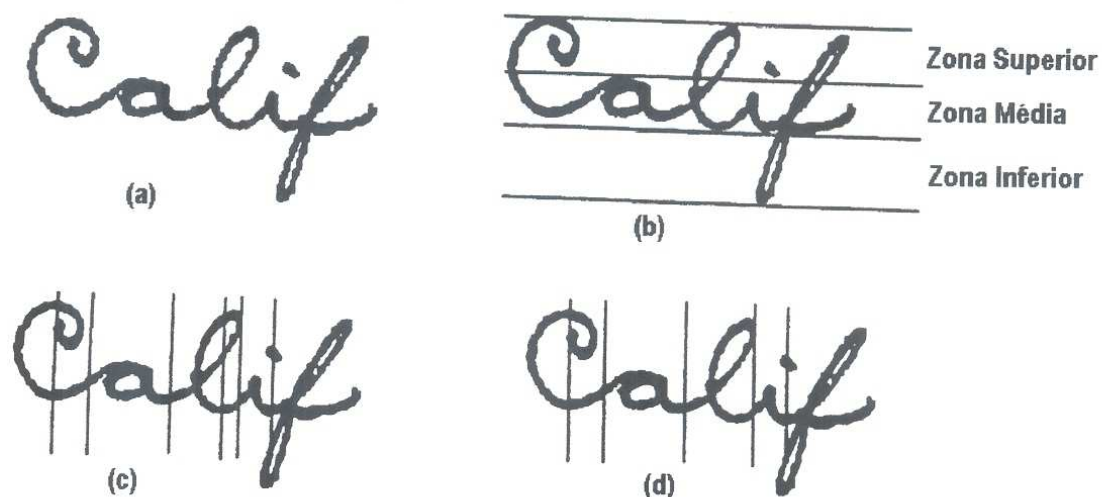 Calif
Calif
Zona Superior
Zona Média
Zona Inferior
(a)
(b)
Calif
Calif
(c)
(d)